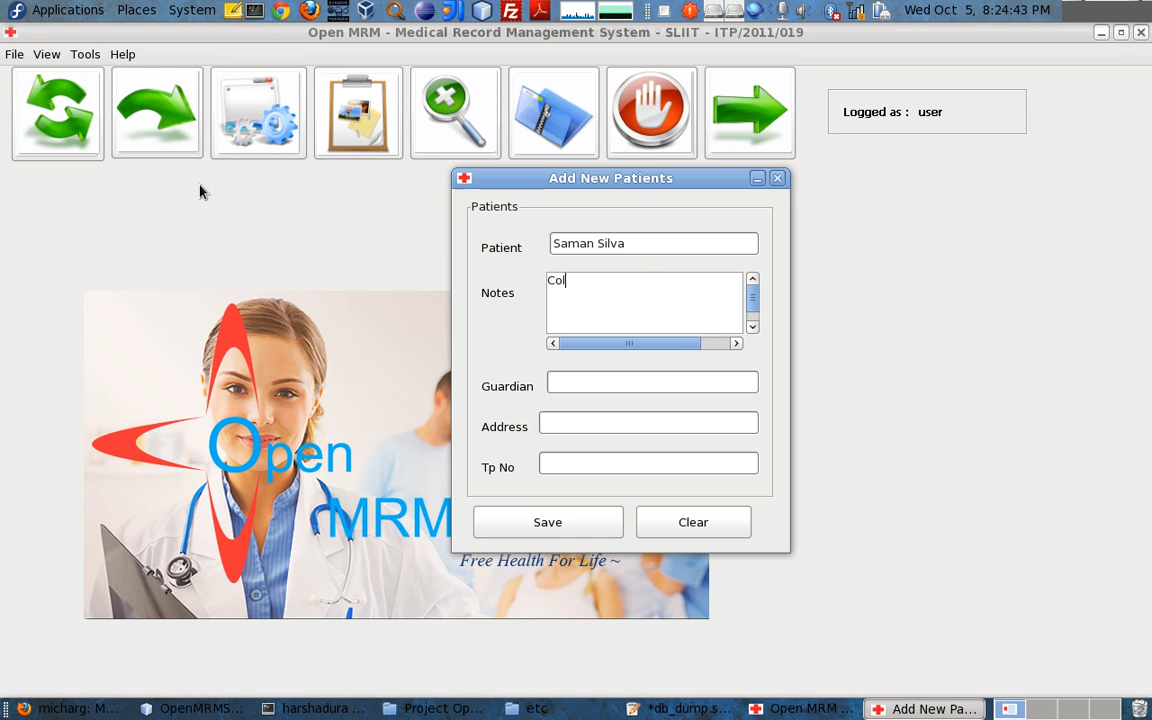 Applications Places System
Wed Oct 5, 8:24:43 PM
Open MRM - Medical Record Management System - SLIIT - ITP/2011/019
File View Tools Help
Logged as : user
Add New Patients
Patients
Patient Saman Silva
Notes Col
Guardian
Address
Tp No
Save Clear
Open
MRM
Free Health For Life ~
micharg: M... OpenMRMS... harshadura Project Op... etc *db_dump.s... Open MRM ... Add New Pa...